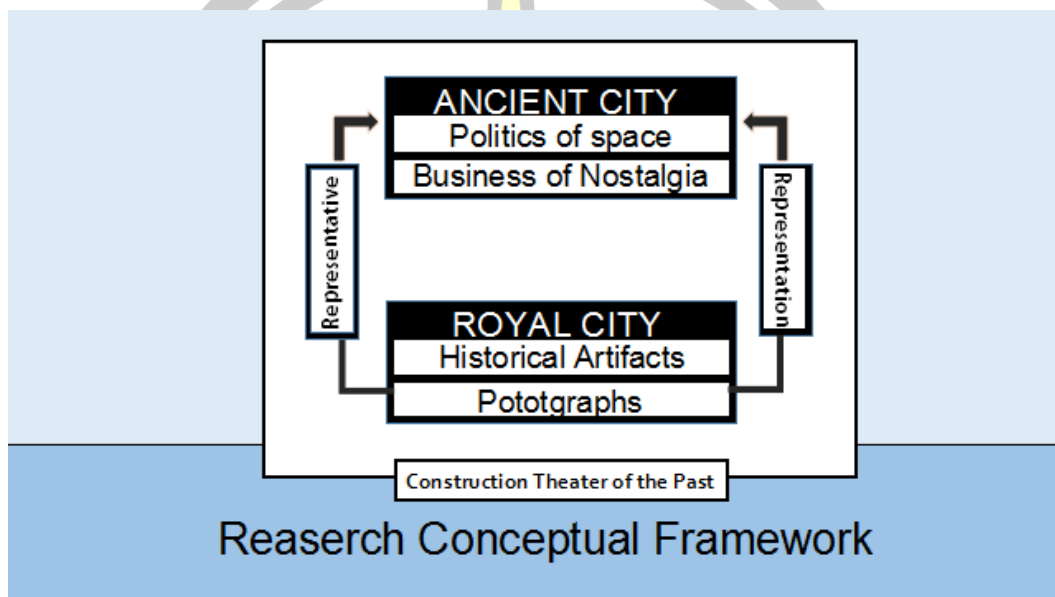 ANCIENT CITY
Politics of space
Business of Nostalgia
Representative
Representation
ROYAL CITY
Historical Artifacts
Pototgraphs
Construction Theater of the Past
Reaserch Conceptual Framework